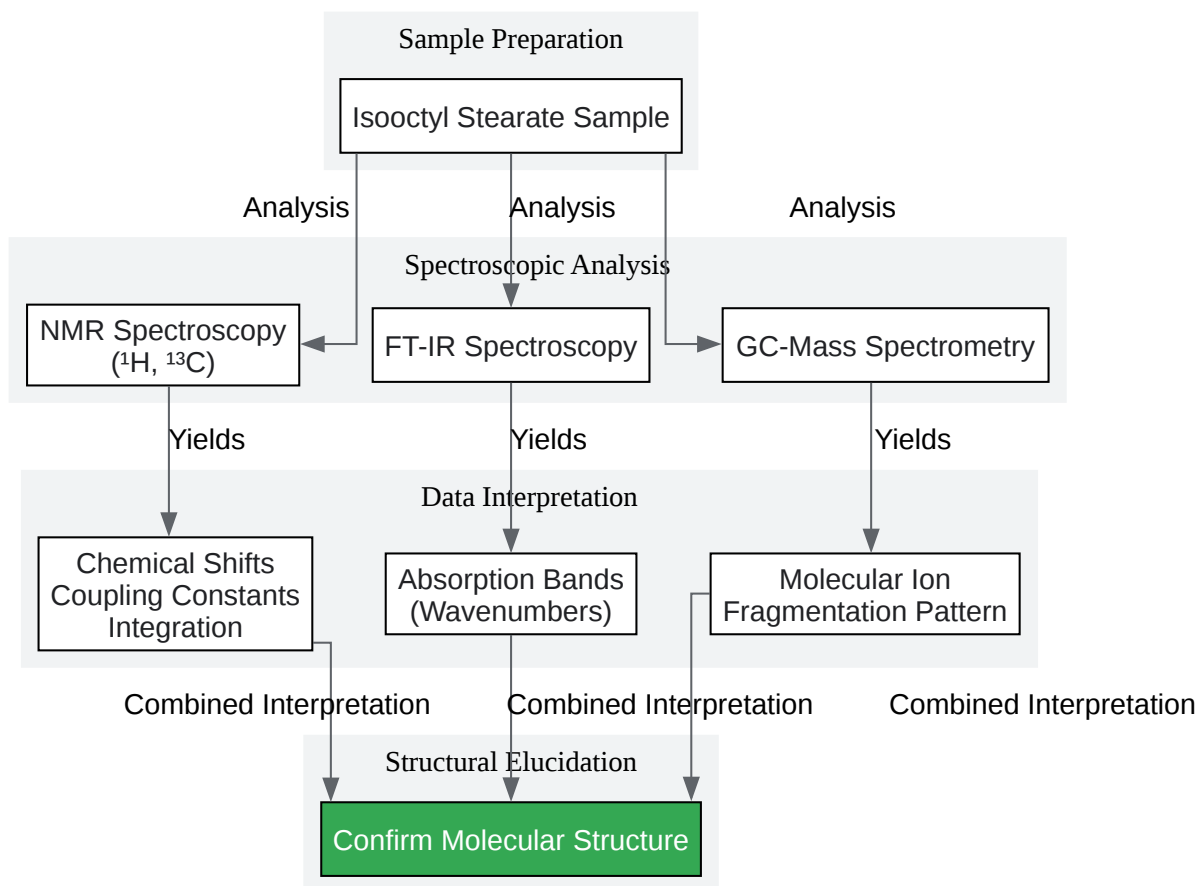 Sample Preparation
Isooctyl Stearate Sample
Analysis
Analysis
Analysis
Spectroscopic Analysis
NMR Spectroscopy
(¹H, ¹³C)
FT-IR Spectroscopy
GC-Mass Spectrometry
Yields
Yields
Yields
Data Interpretation
Chemical Shifts
Coupling Constants
Integration
Absorption Bands
(Wavenumbers)
Molecular Ion
Fragmentation Pattern
Combined Interpretation
Combined Interpretation
Combined Interpretation
Structural Elucidation
Confirm Molecular Structure